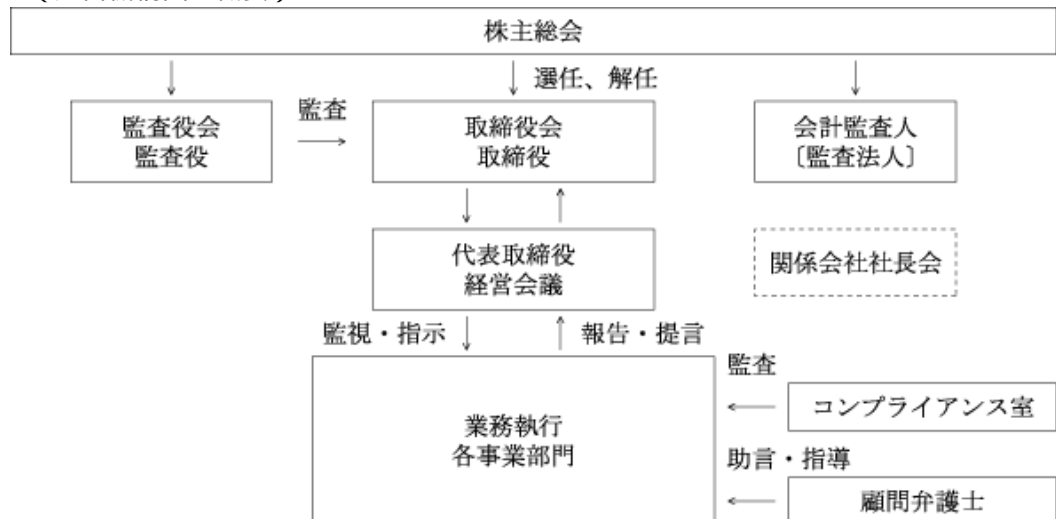 株主総会
選任、解任
監査役会
監査役
監査
取締役会
取締役
会計監査人
〔監査法人〕
代表取締役
経営会議
関係会社社長会
監視・指示
報告・提言
業務執行
各事業部門
監査
コンプライアンス室
助言・指導
顧問弁護士